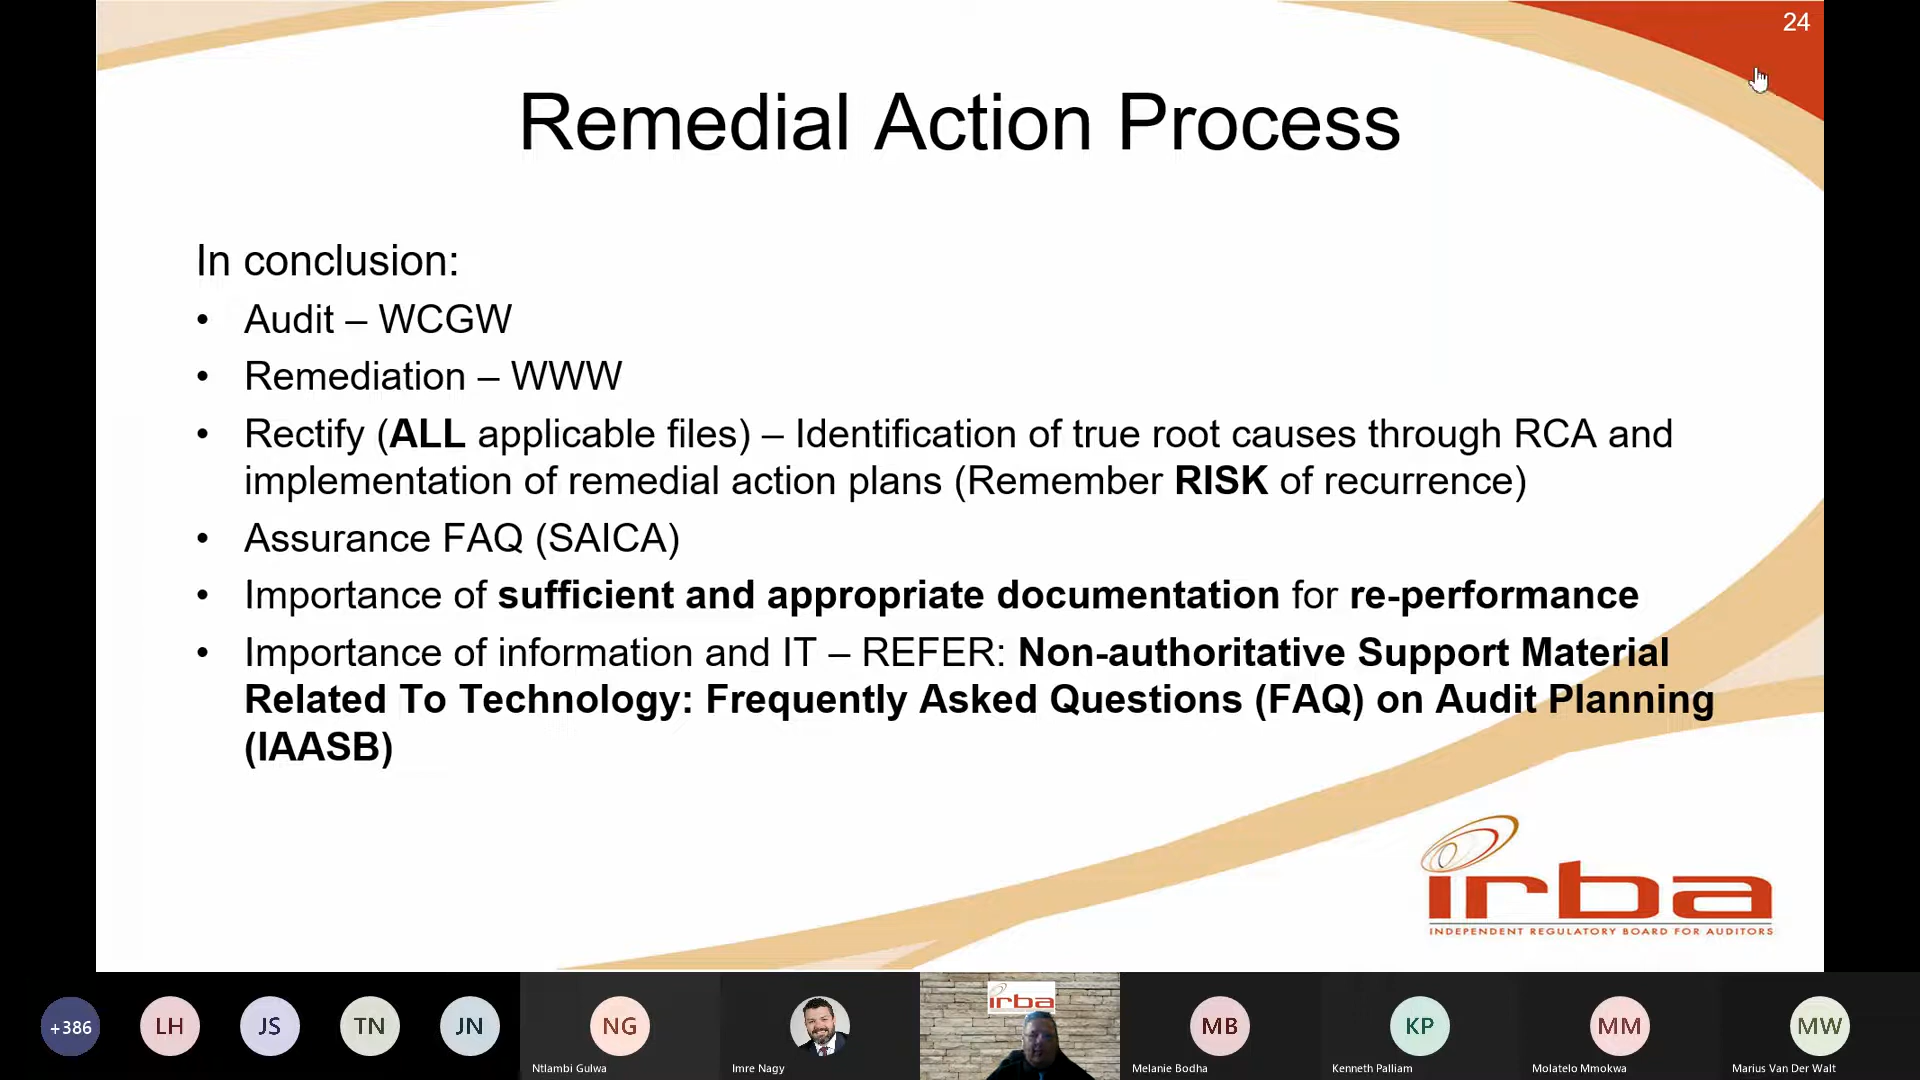 24
Remedial Action Process
In conclusion:
• Audit – WCGW
• Remediation – WWW
• Rectify (ALL applicable files) – Identification of true root causes through RCA and
implementation of remedial action plans (Remember RISK of recurrence)
• Assurance FAQ (SAICA)
• Importance of sufficient and appropriate documentation for re-performance
• Importance of information and IT – REFER: Non-authoritative Support Material
Related To Technology: Frequently Asked Questions (FAQ) on Audit Planning
(IAASB)
irba
INDEPENDENT REGULATORY BOARD FOR AUDITORS
+386
LH
JS
TN
JN
NG
Ntlambi Gulwa
Imre Nagy
irba
MB
Melanie Bodha
KP
Kenneth Palliam
MM
Molatelo Mmokwa
MW
Marius Van Der Walt